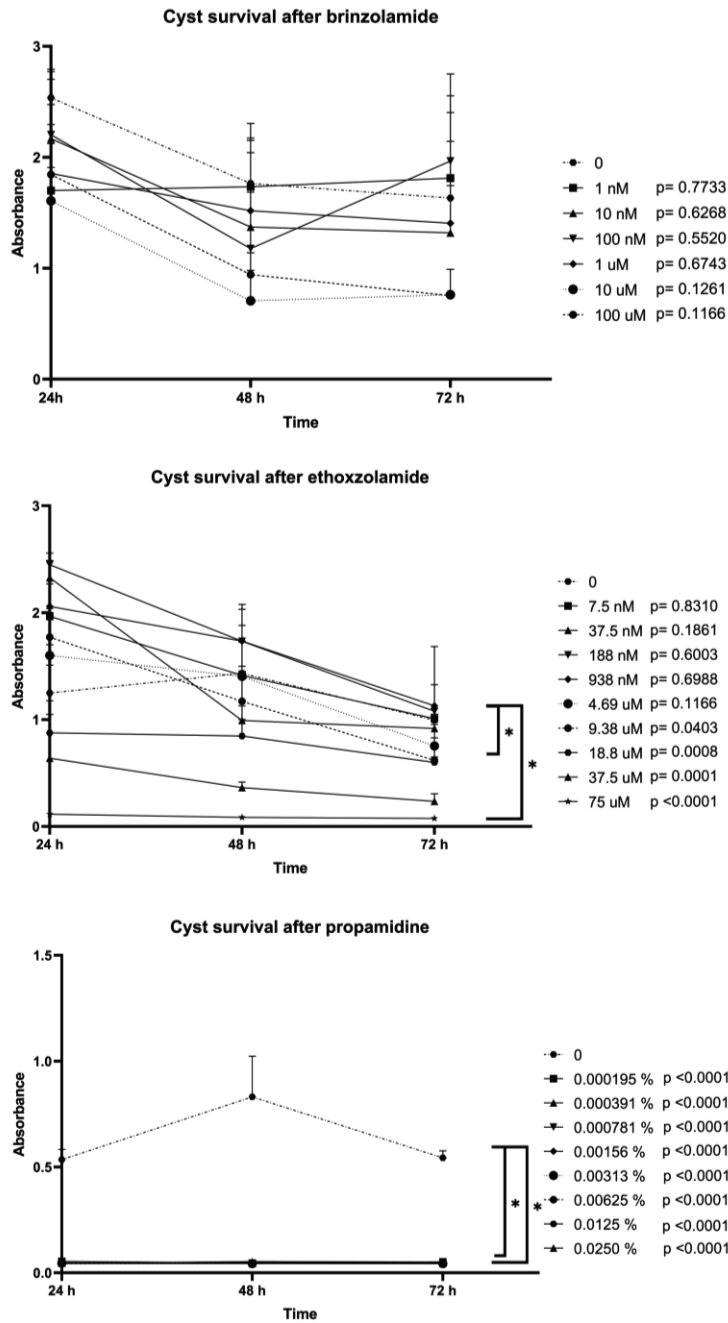 Cyst survival after brinzolamide
3
2
1
0
Absorbance
24h 48 h 72 h
Time
0
1 nM p= 0.7733
10 nM p= 0.6268
100 nM p= 0.5520
1 uM p= 0.6743
10 uM p= 0.1261
100 uM p= 0.1166
Cyst survival after ethoxzolamide
3
2
1
0
Absorbance
24 h 48 h 72 h
Time
0
7.5 nM p= 0.8310
37.5 nM p= 0.1861
188 nM p= 0.6003
938 nM p= 0.6988
4.69 uM p= 0.1166
9.38 uM p= 0.0403
18.8 uM p= 0.0008
37.5 uM p= 0.0001
75 uM p <0.0001
*
*
Cyst survival after propamidine
1.5
1.0
0.5
0.0
Absorbance
24 h 48 h 72 h
Time
0
0.000195 % p <0.0001
0.000391 % p <0.0001
0.000781 % p <0.0001
0.00156 % p <0.0001
0.00313 % p <0.0001
0.00625 % p <0.0001
0.0125 % p <0.0001
0.0250 % p <0.0001
* *